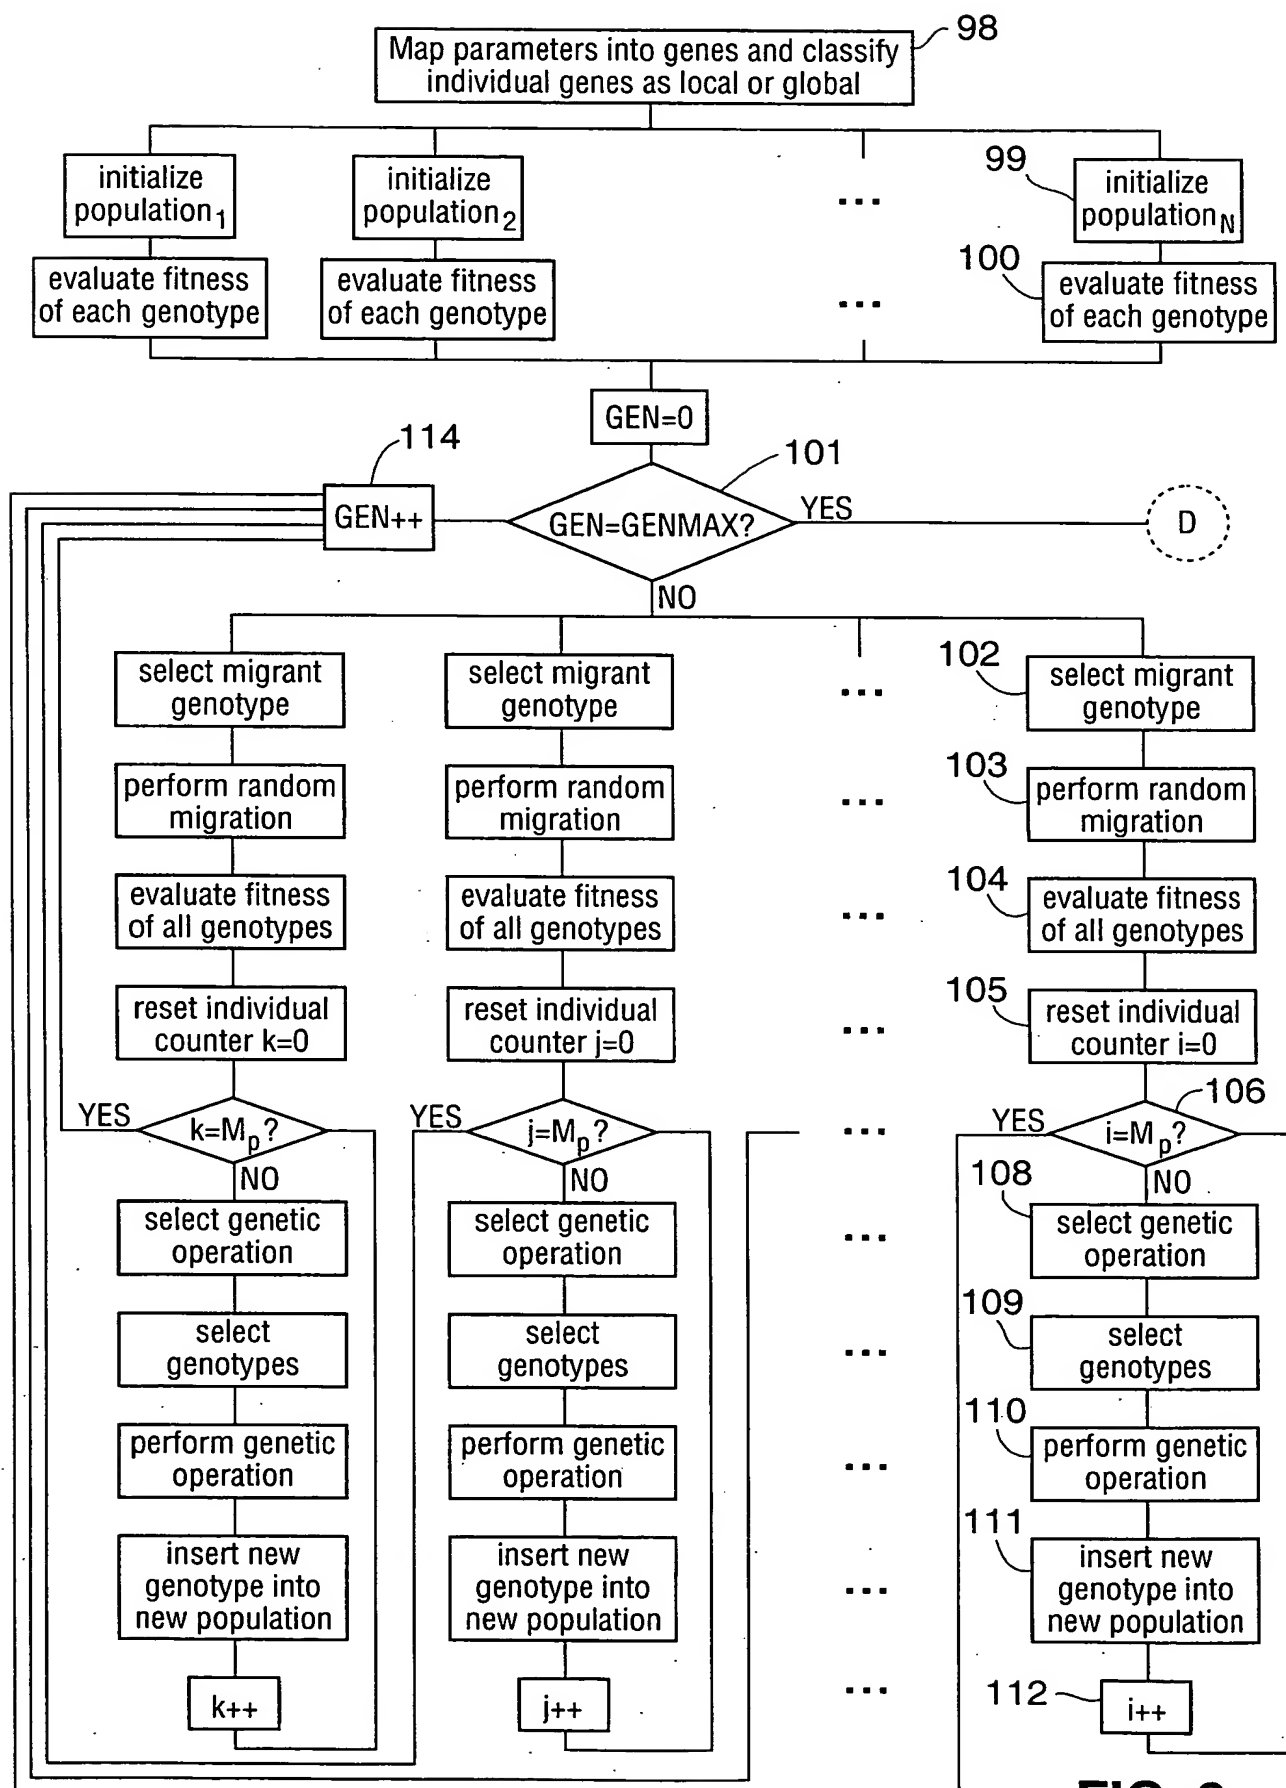 98
Map parameters into genes and classify
individual genes as local or global
initialize
population1
initialize
population2
...
99
initialize
populationN
evaluate fitness
of each genotype
evaluate fitness
of each genotype
...
100
evaluate fitness
of each genotype
GEN=0
114
GEN++
101
GEN=GENMAX?
YES
D
NO
select migrant
genotype
select migrant
genotype
...
102
select migrant
genotype
perform random
migration
perform random
migration
...
103
perform random
migration
evaluate fitness
of all genotypes
evaluate fitness
of all genotypes
...
104
evaluate fitness
of all genotypes
reset individual
counter k=0
reset individual
counter j=0
...
105
reset individual
counter i=0
YES
k=Mp?
NO
YES
j=Mp?
NO
...
106
YES
i=Mp?
NO
select genetic
operation
select genetic
operation
...
108
select genetic
operation
select
genotypes
select
genotypes
...
109
select
genotypes
perform genetic
operation
perform genetic
operation
...
110
perform genetic
operation
insert new
genotype into
new population
insert new
genotype into
new population
...
111
insert new
genotype into
new population
k++
j++
...
112
i++